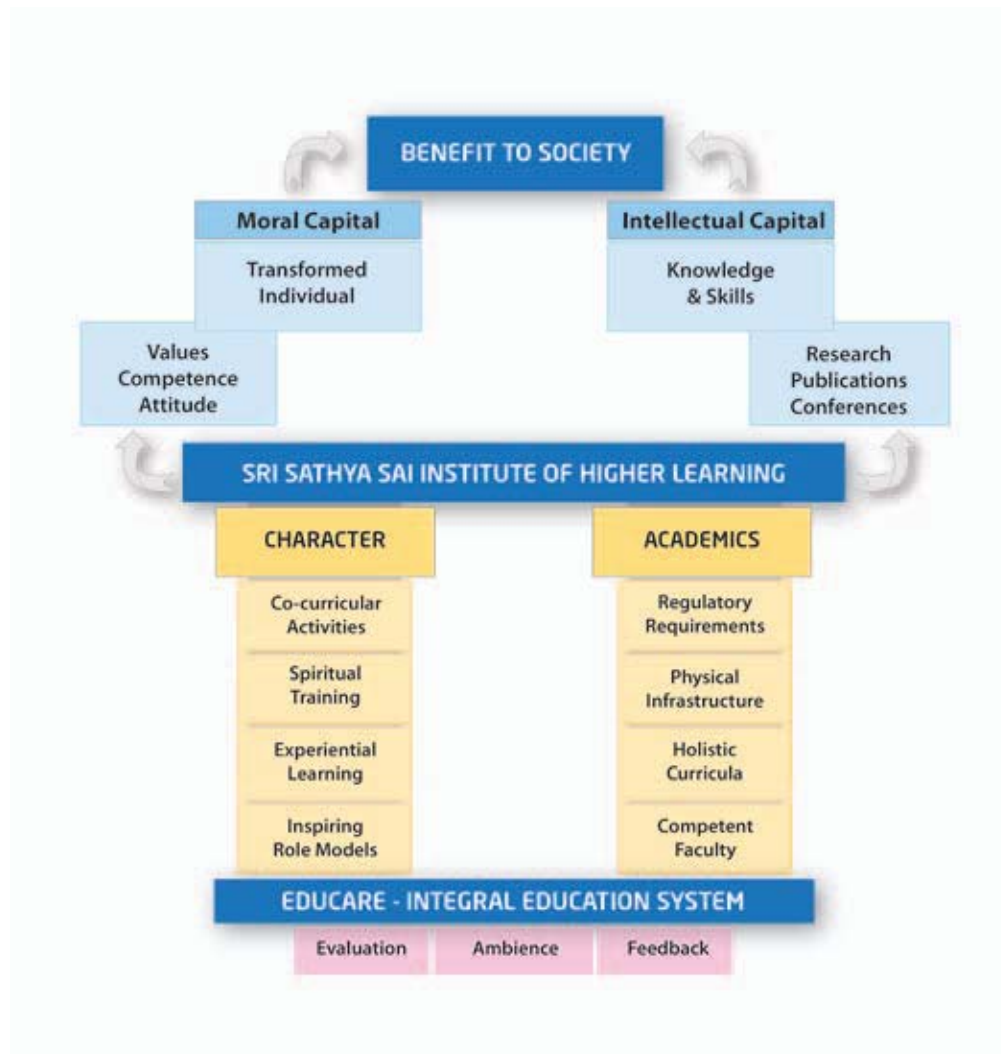 BENEFIT TO SOCIETY
Moral Capital
Transformed
Individual
Values
Competence
Attitude
Intellectual Capital
Knowledge
& Skills
Research
Publications
Conferences
SRI SATHYA SAI INSTITUTE OF HIGHER LEARNING
CHARACTER
Co-curricular
Activities
Spiritual
Training
Experiential
Learning
Inspiring
Role Models
ACADEMICS
Regulatory
Requirements
Physical
Infrastructure
Holistic
Curricula
Competent
Faculty
EDUCARE - INTEGRAL EDUCATION SYSTEM
Evaluation
Ambience
Feedback